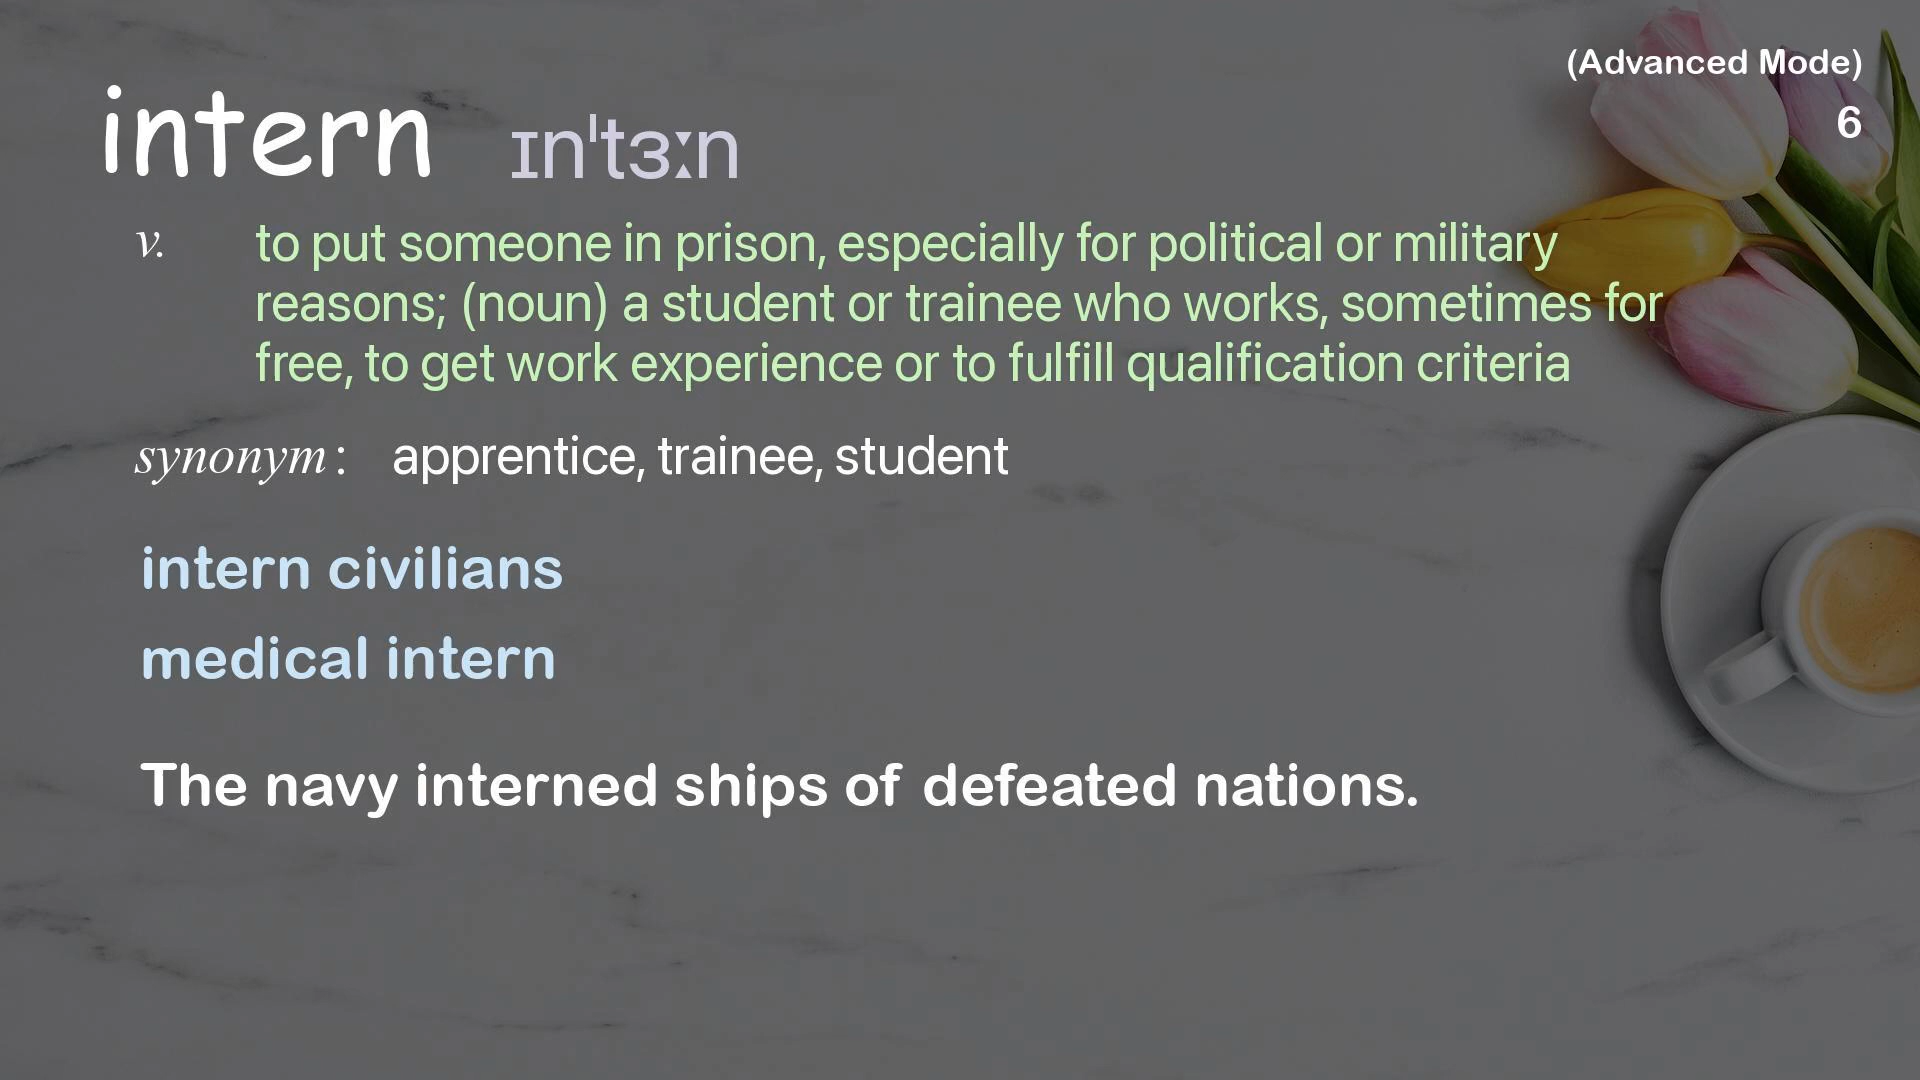 (Advanced Mode)
6
intern ɪnˈtɜːn
v. to put someone in prison, especially for political or military
reasons; (noun) a student or trainee who works, sometimes for
free, to get work experience or to fulfill qualification criteria
synonym: apprentice, trainee, student
intern civilians
medical intern
The navy interned ships of defeated nations.